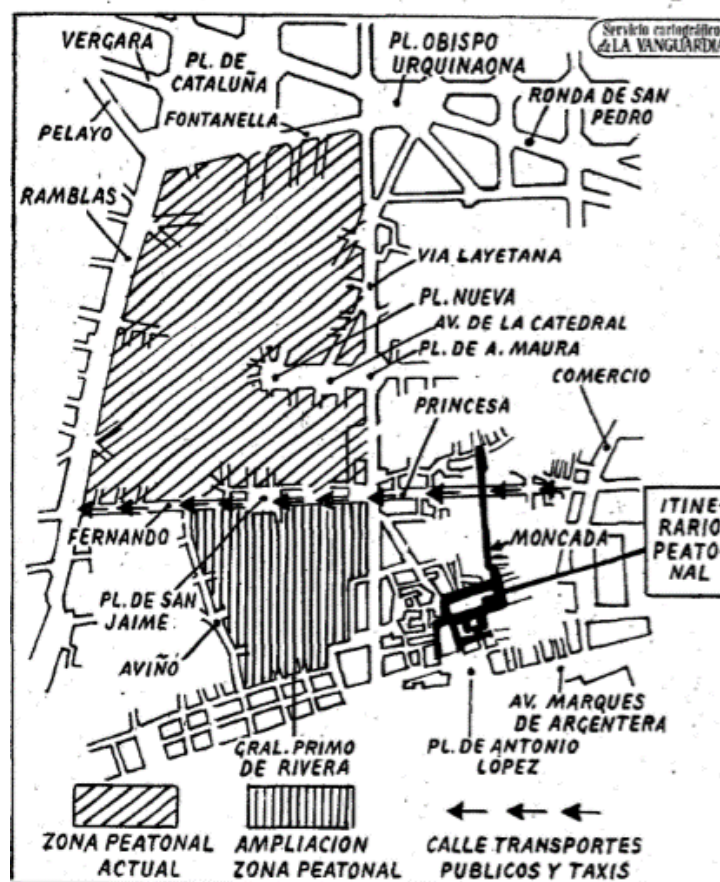 Servicio cartográfico
de LA VANGUARDIA
VERGARA
PL. DE
CATALUÑA
PL. OBISPO
URQUINAONA
PELAYO
FONTANELLA
RONDA DE SAN
PEDRO
RAMBLAS
VIA LAYETANA
PL. NUEVA
AV. DE LA CATEDRAL
PL. DE A. MAURA
COMERCIO
PRINCESA
FERNANDO
MONCADA
ITINE-
RARIO
PEATO-
NAL
PL. DE SAN
JAIME
AVIÑÓ
AV. MARQUES
DE ARGENTERA
GRAL. PRIMO
DE RIVERA
PL. DE ANTONIO
LÓPEZ
ZONA PEATONAL
ACTUAL
AMPLIACION
ZONA PEATONAL
CALLE TRANSPORTES
PUBLICOS Y TAXIS